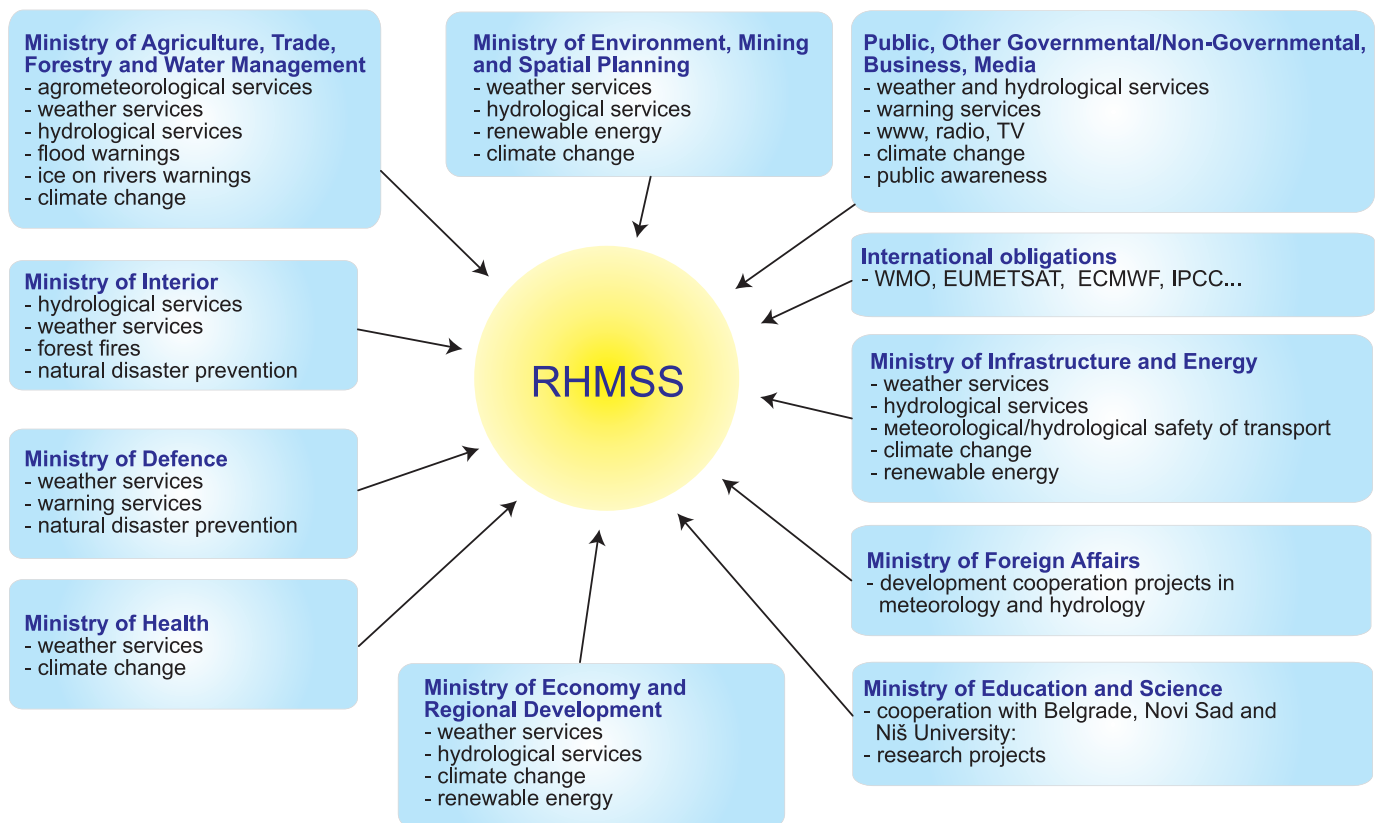 Ministry of Agriculture, Trade,
Forestry and Water Management
- agrometeorological services
- weather services
- hydrological services
- flood warnings
- ice on rivers warnings
- climate change
Ministry of Environment, Mining
and Spatial Planning
- weather services
- hydrological services
- renewable energy
- climate change
Public, Other Governmental/Non-Governmental,
Business, Media
- weather and hydrological services
- warning services
- www, radio, TV
- climate change
- public awareness
International obligations
- WMO, EUMETSAT, ECMWF, IPCC...
Ministry of Interior
- hydrological services
- weather services
- forest fires
- natural disaster prevention
RHMSS
Ministry of Infrastructure and Energy
- weather services
- hydrological services
- мeteorological/hydrological safety of transport
- climate change
- renewable energy
Ministry of Defence
- weather services
- warning services
- natural disaster prevention
Ministry of Foreign Affairs
- development cooperation projects in
meteorology and hydrology
Ministry of Health
- weather services
- climate change
Ministry of Economy and
Regional Development
- weather services
- hydrological services
- climate change
- renewable energy
Ministry of Education and Science
- cooperation with Belgrade, Novi Sad and
Niš University:
- research projects